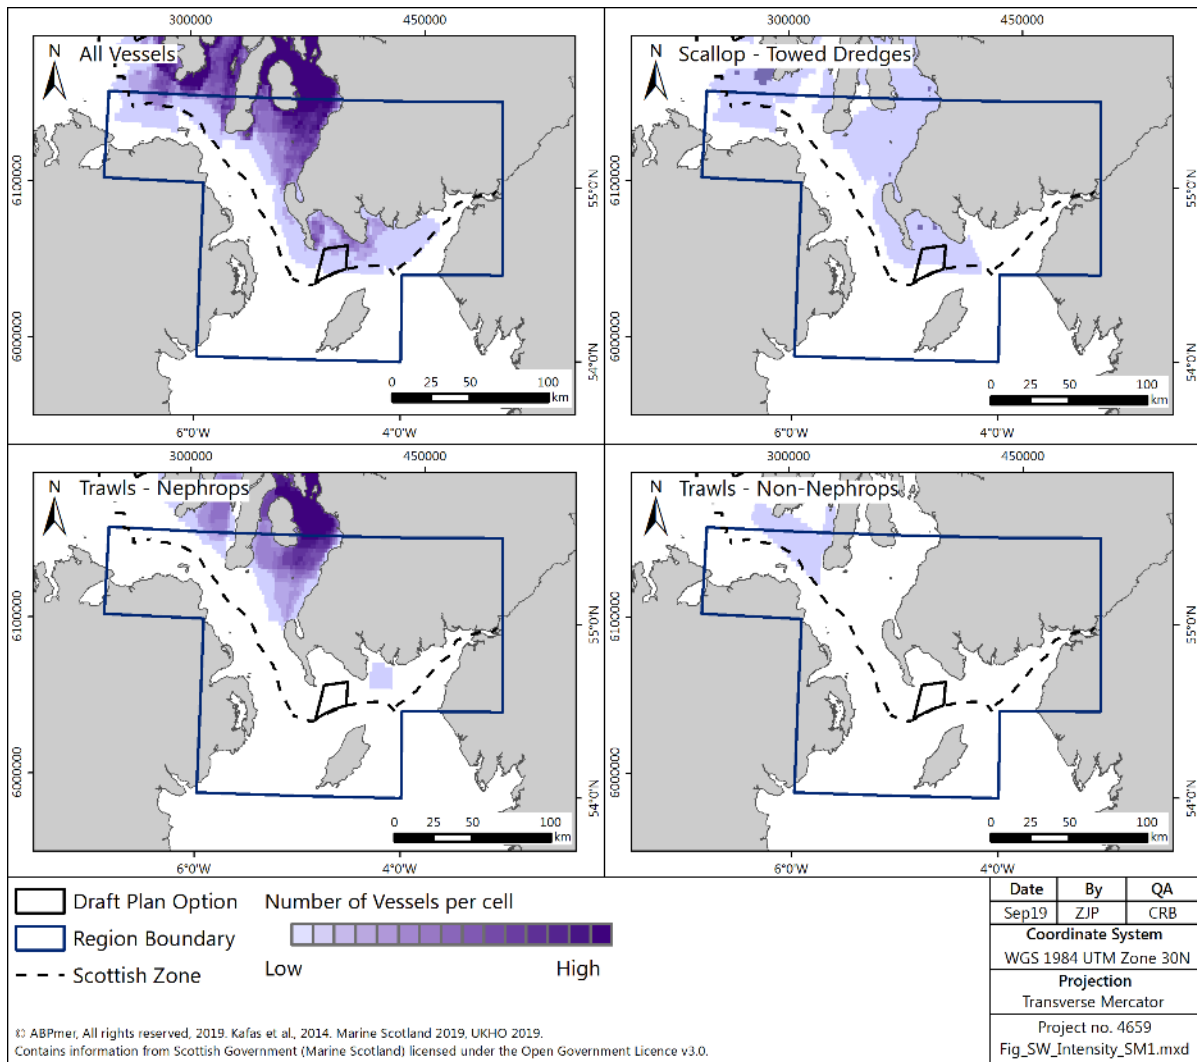 300000 450000
300000 450000
N
All Vessels
N
Scallop - Towed Dredges
6100000
55°0'N
6100000
55°0'N
6000000
54°0'N
6000000
54°0'N
0 25 50 100
km
0 25 50 100
km
6°0'W 4°0'W
6°0'W 4°0'W
300000 450000
300000 450000
N
Trawls - Nephrops
N
Trawls - Non-Nephrops
6100000
55°0'N
6100000
55°0'N
6000000
54°0'N
6000000
54°0'N
0 25 50 100
km
0 25 50 100
km
6°0'W 4°0'W
6°0'W 4°0'W
Draft Plan Option
Region Boundary
Scottish Zone
Number of Vessels per cell
Low High
Date By QA
Sep19 ZJP CRB
Coordinate System
WGS 1984 UTM Zone 30N
Projection
Transverse Mercator
Project no. 4659
Fig_SW_Intensity_SM1.mxd
© ABPmer, All rights reserved, 2019. Kafas et al., 2014. Marine Scotland 2019, UKHO 2019.
Contains information from Scottish Government (Marine Scotland) licensed under the Open Government Licence v3.0.